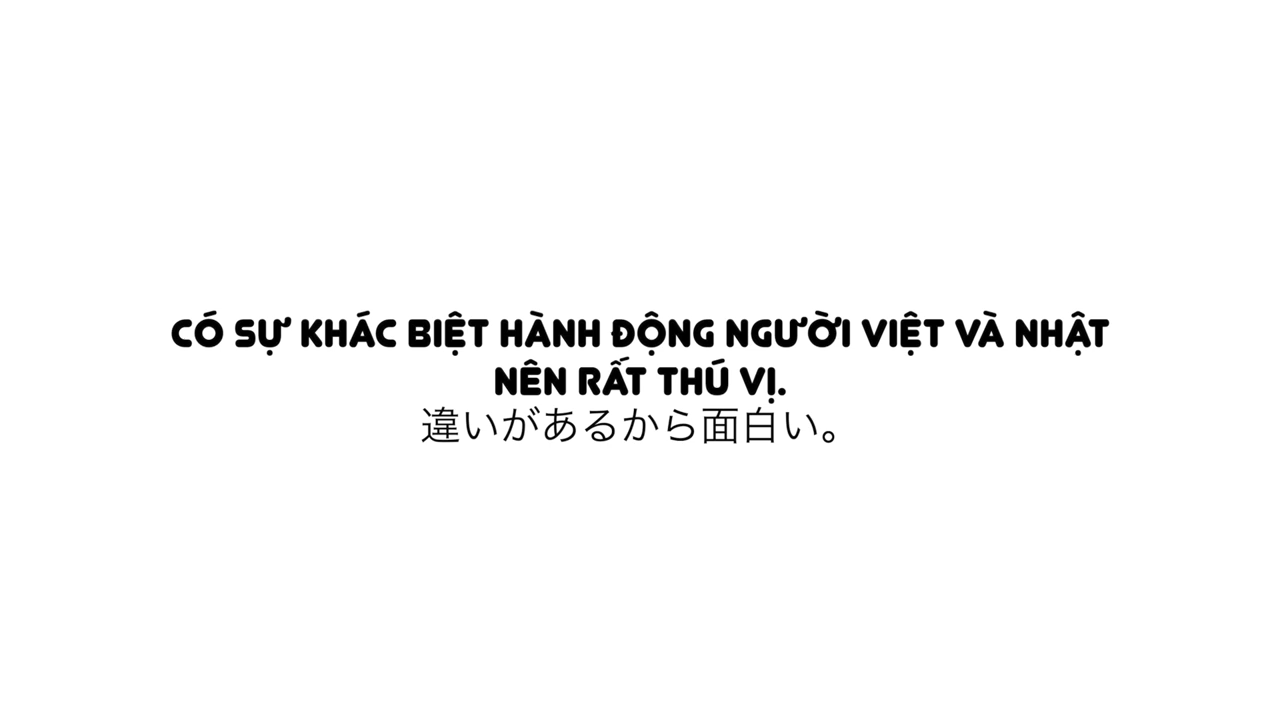 CÓ SỰ KHÁC BIỆT HÀNH ĐỘNG NGƯỜI VIỆT VÀ NHẬT
NÊN RẤT THÚ VỊ.
違いがあるから面白い。